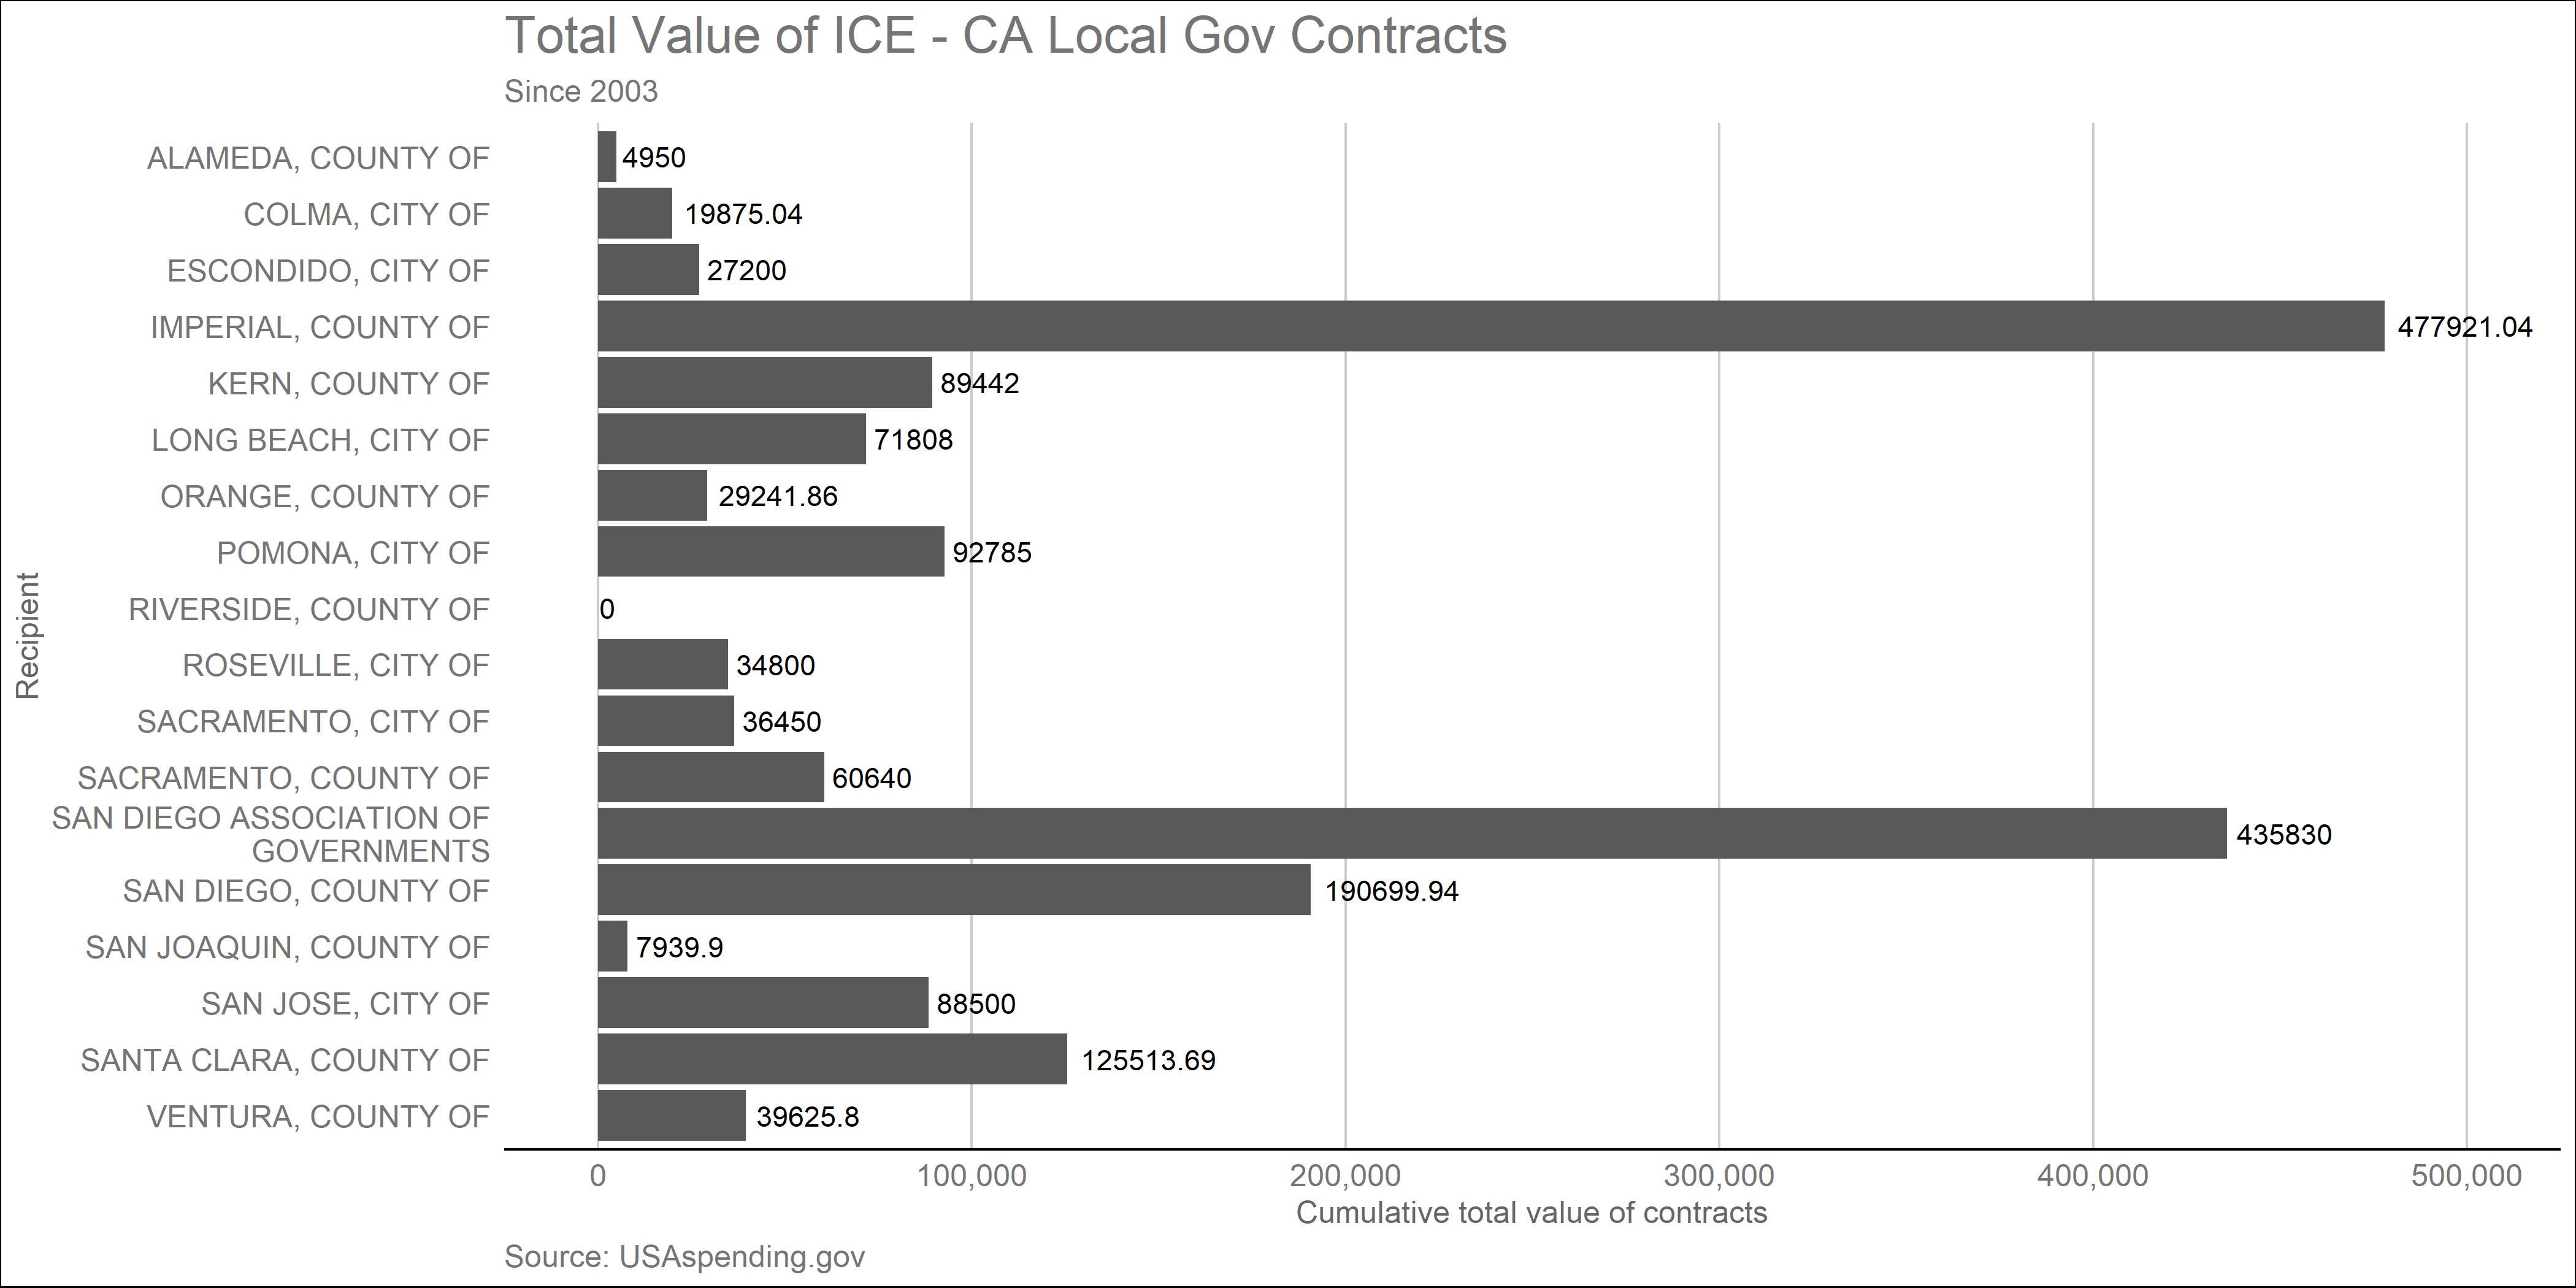 Total Value of ICE - CA Local Gov Contracts
Since 2003
Recipient
ALAMEDA, COUNTY OF 4950
COLMA, CITY OF 19875.04
ESCONDIDO, CITY OF 27200
IMPERIAL, COUNTY OF 477921.04
KERN, COUNTY OF 89442
LONG BEACH, CITY OF 71808
ORANGE, COUNTY OF 29241.86
POMONA, CITY OF 92785
RIVERSIDE, COUNTY OF 0
ROSEVILLE, CITY OF 34800
SACRAMENTO, CITY OF 36450
SACRAMENTO, COUNTY OF 60640
SAN DIEGO ASSOCIATION OF
GOVERNMENTS 435830
SAN DIEGO, COUNTY OF 190699.94
SAN JOAQUIN, COUNTY OF 7939.9
SAN JOSE, CITY OF 88500
SANTA CLARA, COUNTY OF 125513.69
VENTURA, COUNTY OF 39625.8
0 100,000 200,000 300,000 400,000 500,000
Cumulative total value of contracts
Source: USAspending.gov